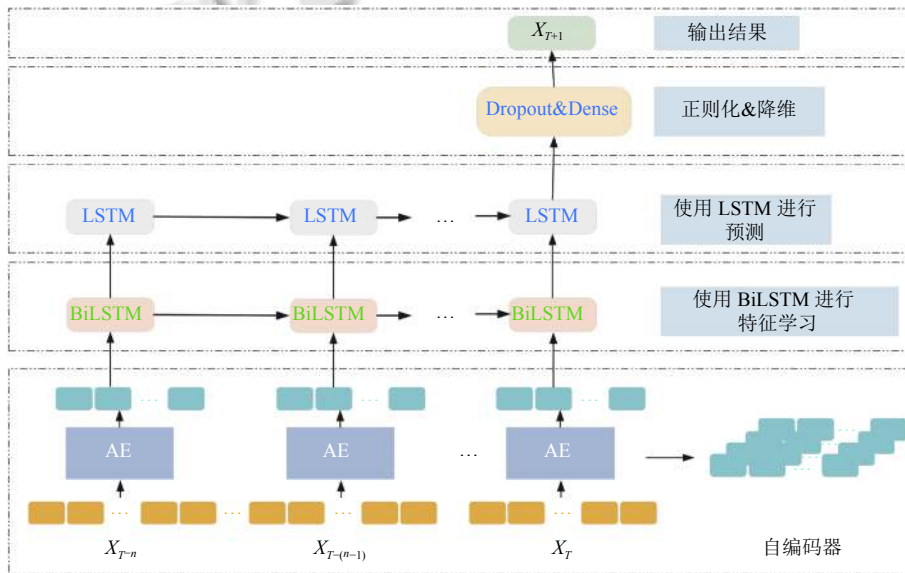 X_{T+1} 输出结果
Dropout&Dense 正则化&降维
LSTM LSTM … LSTM 使用 LSTM 进行
预测
BiLSTM BiLSTM … BiLSTM 使用 BiLSTM 进行
特征学习
… … …
AE AE … AE
… … … … …
X_{T−n} X_{T−(n−1)} X_T 自编码器